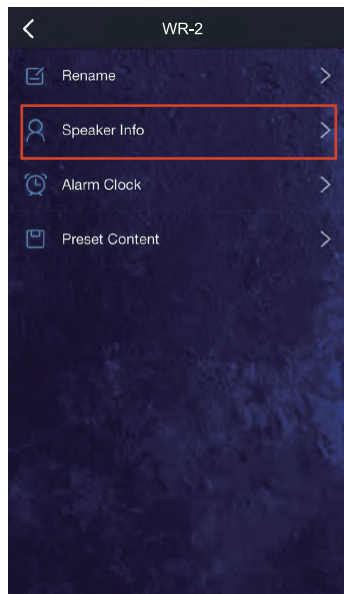 WR-2
Rename
Speaker Info
Alarm Clock
Preset Content